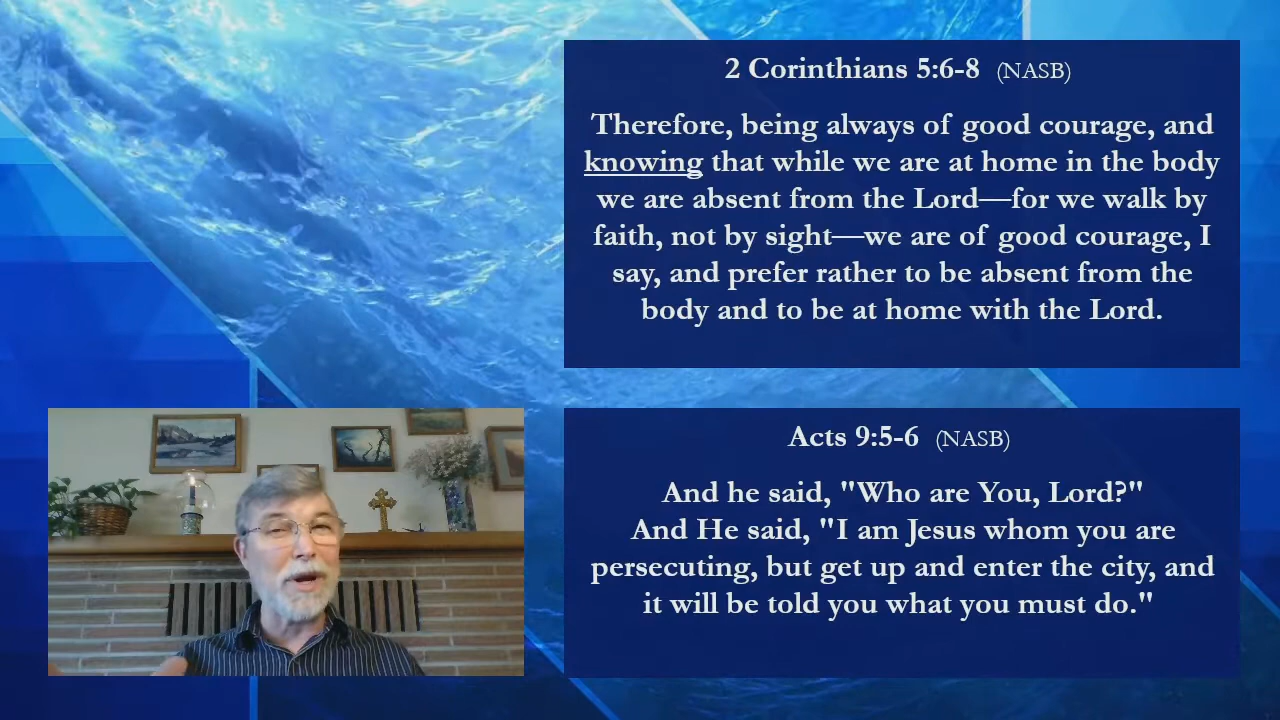 2 Corinthians 5:6-8 (NASB)
Therefore, being always of good courage, and
knowing that while we are at home in the body
we are absent from the Lord—for we walk by
faith, not by sight—we are of good courage, I
say, and prefer rather to be absent from the
body and to be at home with the Lord.
Acts 9:5-6 (NASB)
And he said, "Who are You, Lord?"
And He said, "I am Jesus whom you are
persecuting, but get up and enter the city, and
it will be told you what you must do."